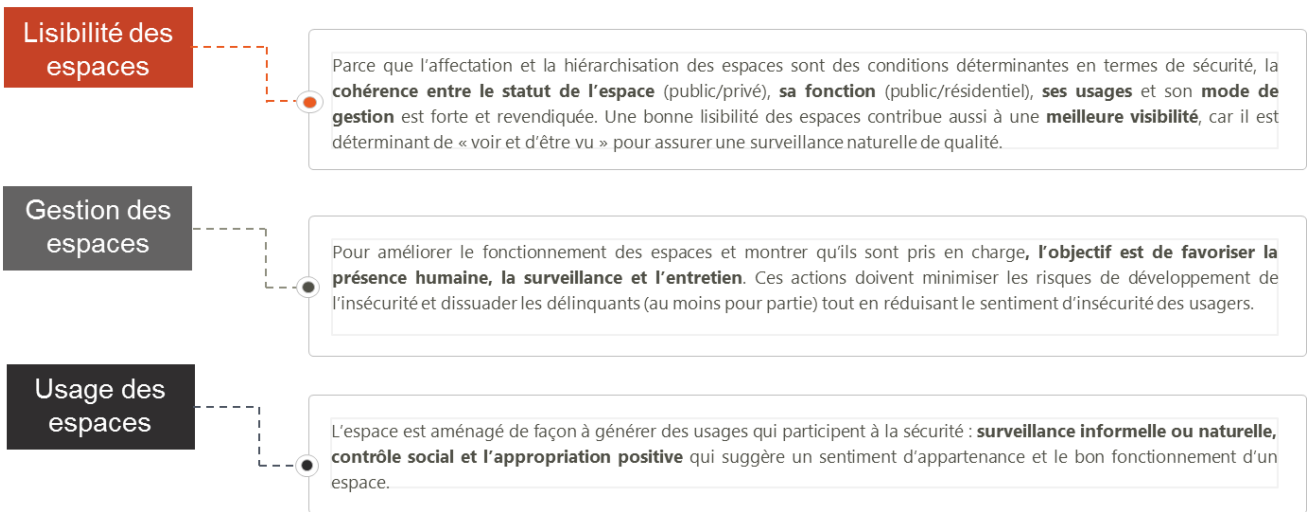 Lisibilité des
espaces
Parce que l’affectation et la hiérarchisation des espaces sont des conditions déterminantes en termes de sécurité, la
cohérence entre le statut de l’espace (public/privé), sa fonction (public/résidentiel), ses usages et son mode de
gestion est forte et revendiquée. Une bonne lisibilité des espaces contribue aussi à une meilleure visibilité, car il est
déterminant de « voir et d’être vu » pour assurer une surveillance naturelle de qualité.
Gestion des
espaces
Pour améliorer le fonctionnement des espaces et montrer qu’ils sont pris en charge, l’objectif est de favoriser la
présence humaine, la surveillance et l’entretien. Ces actions doivent minimiser les risques de développement de
l’insécurité et dissuader les délinquants (au moins pour partie) tout en réduisant le sentiment d’insécurité des usagers.
Usage des
espaces
L’espace est aménagé de façon à générer des usages qui participent à la sécurité : surveillance informelle ou naturelle,
contrôle social et l’appropriation positive qui suggère un sentiment d’appartenance et le bon fonctionnement d’un
espace.